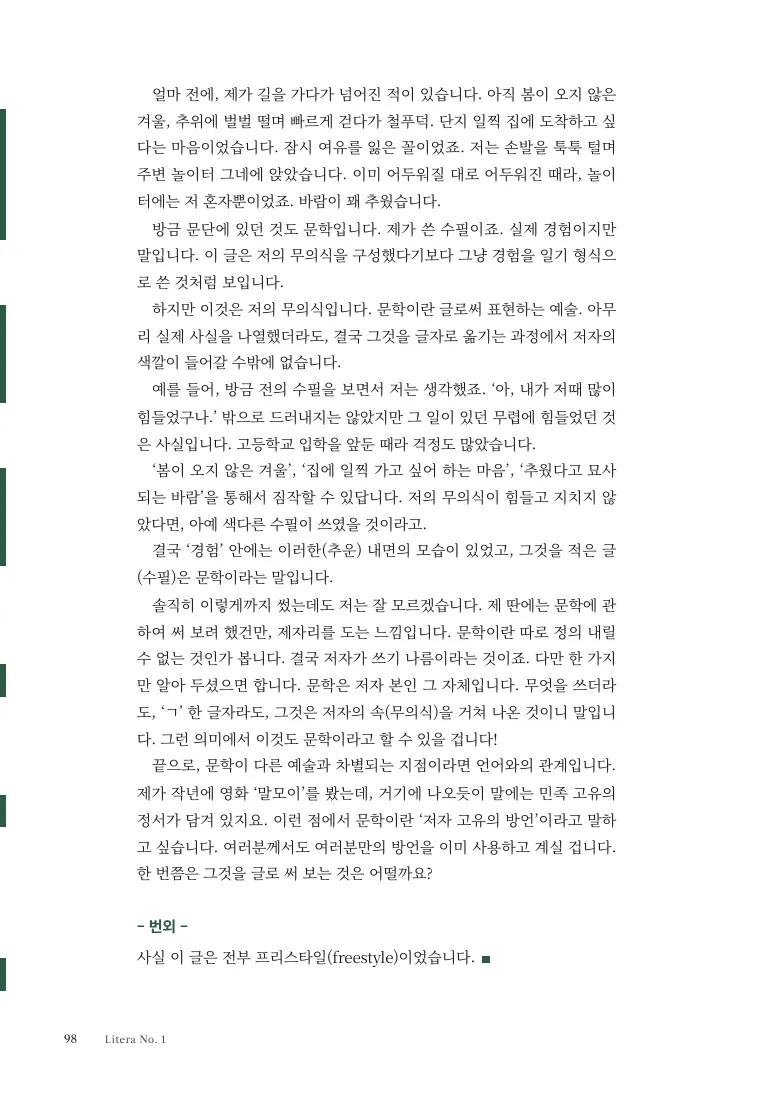 얼마 전에, 제가 길을 가다가 넘어진 적이 있습니다. 아직 봄이 오지 않은
겨울, 추위에 벌벌 떨며 빠르게 걷다가 철푸덕. 단지 일찍 집에 도착하고 싶
다는 마음이었습니다. 잠시 여유를 잃은 꼴이었죠. 저는 손발을 툭툭 털며
주변 놀이터 그네에 앉았습니다. 이미 어두워질 대로 어두워진 때라, 놀이
터에는 저 혼자뿐이었죠. 바람이 꽤 추웠습니다.
방금 문단에 있던 것도 문학입니다. 제가 쓴 수필이죠. 실제 경험이지만
말입니다. 이 글은 저의 무의식을 구성했다기보다 그냥 경험을 일기 형식으
로 쓴 것처럼 보입니다.
하지만 이것은 저의 무의식입니다. 문학이란 글로써 표현하는 예술. 아무
리 실제 사실을 나열했더라도, 결국 그것을 글자로 옮기는 과정에서 저자의
색깔이 들어갈 수밖에 없습니다.
예를 들어, 방금 전의 수필을 보면서 저는 생각했죠. ‘아, 내가 저때 많이
힘들었구나.’ 밖으로 드러내지는 않았지만 그 일이 있던 무렵에 힘들었던 것
은 사실입니다. 고등학교 입학을 앞둔 때라 걱정도 많았습니다.
‘봄이 오지 않은 겨울’, ‘집에 일찍 가고 싶어 하는 마음’, ‘추웠다고 묘사
되는 바람’을 통해서 짐작할 수 있답니다. 저의 무의식이 힘들고 지치지 않
았다면, 아예 색다른 수필이 쓰였을 것이라고.
결국 ‘경험’ 안에는 이러한(추운) 내면의 모습이 있었고, 그것을 적은 글
(수필)은 문학이라는 말입니다.
솔직히 이렇게까지 썼는데도 저는 잘 모르겠습니다. 제 딴에는 문학에 관
하여 써 보려 했건만, 제자리를 도는 느낌입니다. 문학이란 따로 정의 내릴
수 없는 것인가 봅니다. 결국 저자가 쓰기 나름이라는 것이죠. 다만 한 가지
만 알아 두셨으면 합니다. 문학은 저자 본인 그 자체입니다. 무엇을 쓰더라
도, ‘ㄱ’ 한 글자라도, 그것은 저자의 속(무의식)을 거쳐 나온 것이니 말입니
다. 그런 의미에서 이것도 문학이라고 할 수 있을 겁니다!
끝으로, 문학이 다른 예술과 차별되는 지점이라면 언어와의 관계입니다.
제가 작년에 영화 ‘말모이’를 봤는데, 거기에 나오듯이 말에는 민족 고유의
정서가 담겨 있지요. 이런 점에서 문학이란 ‘저자 고유의 방언’이라고 말하
고 싶습니다. 여러분께서도 여러분만의 방언을 이미 사용하고 계실 겁니다.
한 번쯤은 그것을 글로 써 보는 것은 어떨까요?
– 번외 –
사실 이 글은 전부 프리스타일(freestyle)이었습니다. ■
98 Litera No. 1